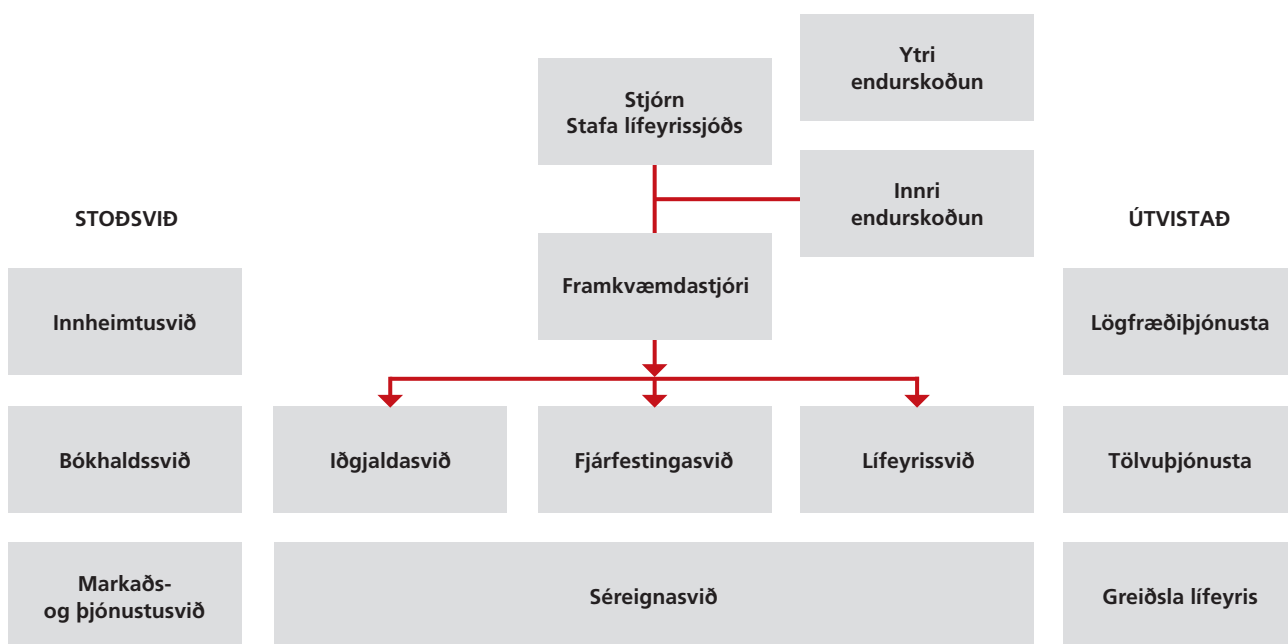 Ytri
endurskoðun
Stjórn
Stafa lífeyrissjóðs
Innri
endurskoðun
STOÐSVIÐ
ÚTVISTAÐ
Framkvæmdastjóri
Innheimtusvið
Lögfræðiþjónusta
Bókhaldssvið
Iðgjaldasvið
Fjárfestingasvið
Lífeyrissvið
Tölvuþjónusta
Markaðs-
og þjónustusvið
Séreignasvið
Greiðsla lífeyris